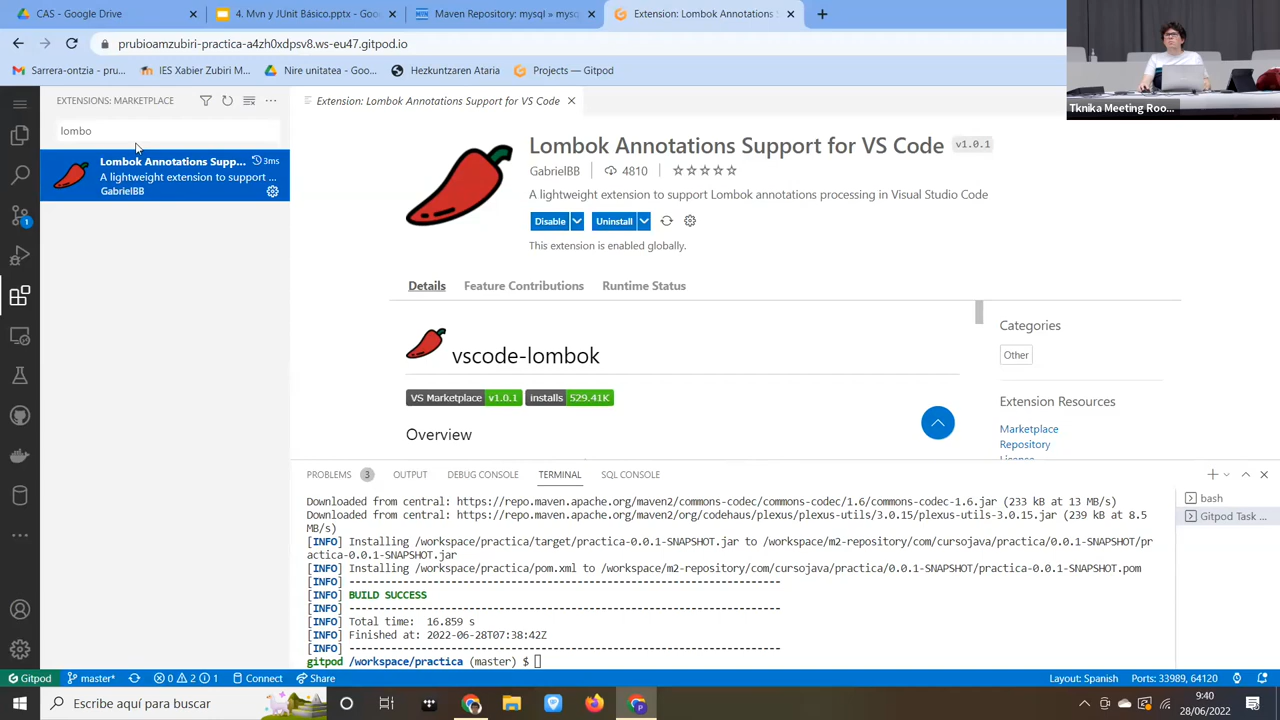 CAS - Google Drive
4. Mvn y Junit Básico.pptx - Goo
Maven Repository: mysql » mysq
Extension: Lombok Annotations Su
prubioamzubiri-practica-a4zh0xdpsv8.ws-eu47.gitpod.io
Sarrera-ontzia - pru...
IES Xabier Zubiri M...
Nire unitatea - Goo...
Hezkuntzaren Ataria
Projects — Gitpod
Tknika Meeting Roo...
EXTENSIONS: MARKETPLACE
lombo
Lombok Annotations Supp... 3ms
A lightweight extension to support ...
GabrielBB
1
Extension: Lombok Annotations Support for VS Code
Lombok Annotations Support for VS Code v1.0.1
GabrielBB 4810
A lightweight extension to support Lombok annotations processing in Visual Studio Code
Disable Uninstall
This extension is enabled globally.
Details Feature Contributions Runtime Status
vscode-lombok
VS Marketplace v1.0.1 installs 529.41K
Overview
Categories
Other
Extension Resources
Marketplace
Repository
License
PROBLEMS 3 OUTPUT DEBUG CONSOLE TERMINAL SQL CONSOLE
Downloaded from central: https://repo.maven.apache.org/maven2/commons-codec/commons-codec/1.6/commons-codec-1.6.jar (233 kB at 13 MB/s)
Downloaded from central: https://repo.maven.apache.org/maven2/org/codehaus/plexus/plexus-utils/3.0.15/plexus-utils-3.0.15.jar (239 kB at 8.5
MB/s)
[INFO] Installing /workspace/practica/target/practica-0.0.1-SNAPSHOT.jar to /workspace/m2-repository/com/cursojava/practica/0.0.1-SNAPSHOT/pr
actica-0.0.1-SNAPSHOT.jar
[INFO] Installing /workspace/practica/pom.xml to /workspace/m2-repository/com/cursojava/practica/0.0.1-SNAPSHOT/practica-0.0.1-SNAPSHOT.pom
[INFO] ------------------------------------------------------------------------
[INFO] BUILD SUCCESS
[INFO] ------------------------------------------------------------------------
[INFO] Total time: 16.859 s
[INFO] Finished at: 2022-06-28T07:38:42Z
[INFO] ------------------------------------------------------------------------
gitpod /workspace/practica (master) $
bash
Gitpod Task ...
Gitpod master* 0 2 1 Connect Share
Layout: Spanish Ports: 33989, 64120
Escribe aquí para buscar
9:40
28/06/2022